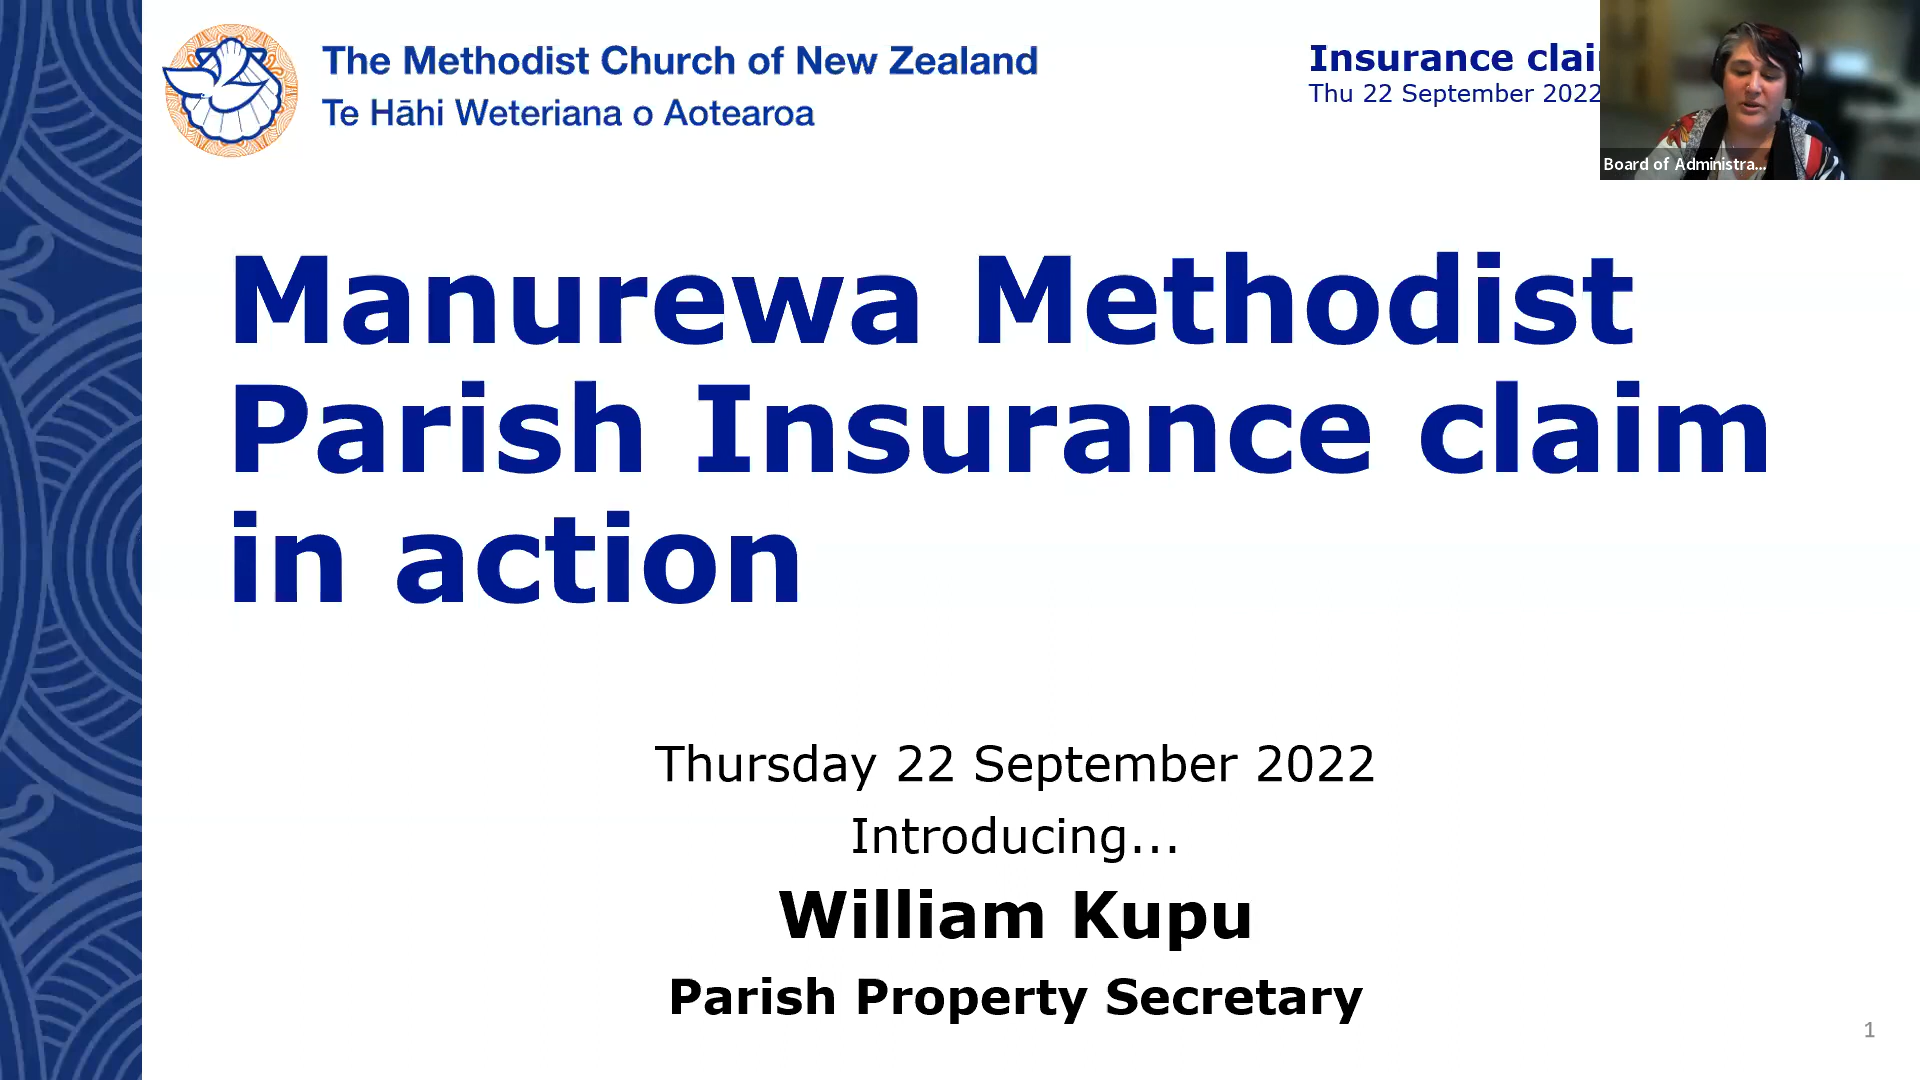 The Methodist Church of New Zealand
Te Hāhi Weteriana o Aotearoa
Insurance clai
Thu 22 September 2022
Board of Administra...
Manurewa Methodist
Parish Insurance claim
in action
Thursday 22 September 2022
Introducing...
William Kupu
Parish Property Secretary
1